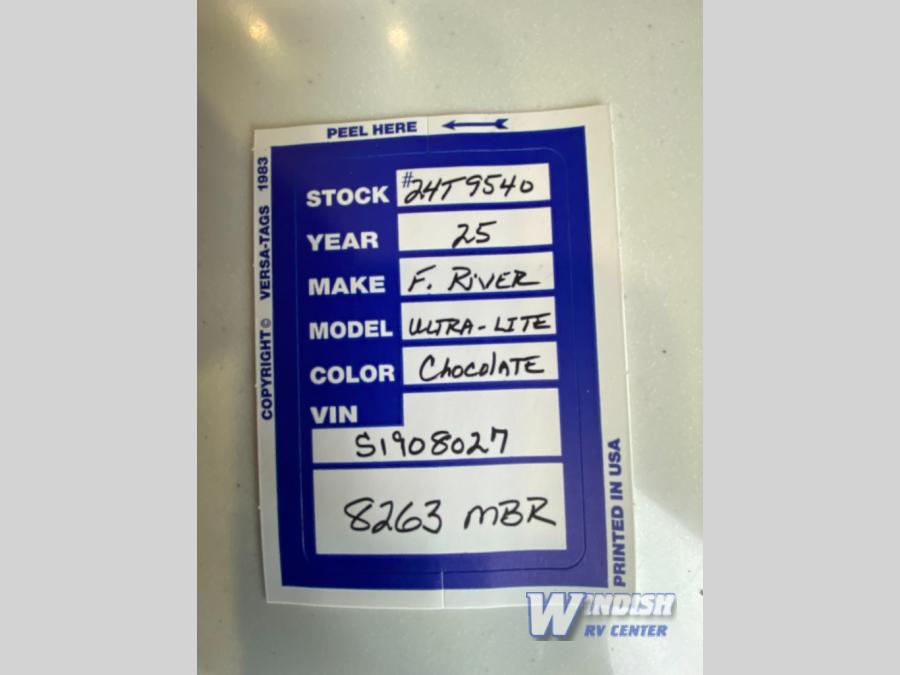 PEEL HERE
COPYRIGHT © VERSA-TAGS 1983
STOCK #24T9540
YEAR 25
MAKE F. RiVER
MODEL ULTRA-LITE
COLOR ChocolATE
VIN
S1908027
8263 MBR
PRINTED IN USA
WINDISH
RV CENTER